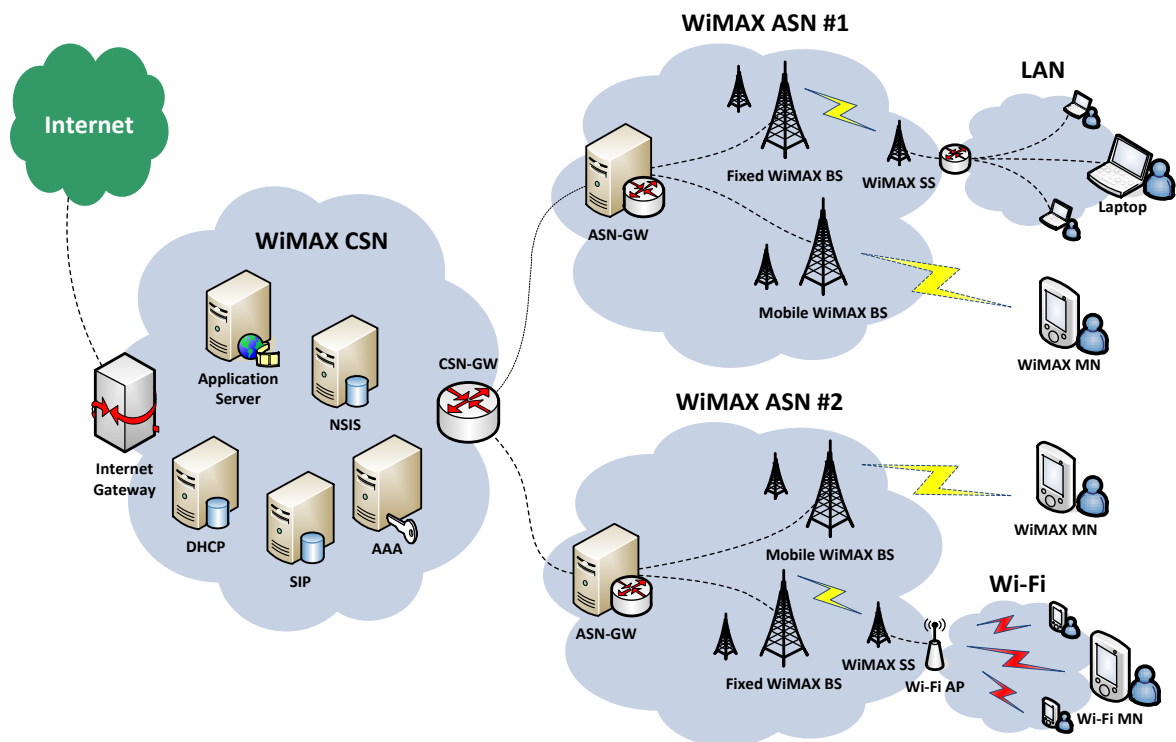 WiMAX ASN #1
LAN
Internet
Fixed WiMAX BS
WiMAX SS
Laptop
ASN-GW
WiMAX CSN
Mobile WiMAX BS
WiMAX MN
CSN-GW
Application
Server
NSIS
WiMAX ASN #2
Internet
Gateway
DHCP
SIP
AAA
WiMAX MN
Mobile WiMAX BS
Wi-Fi
ASN-GW
WiMAX SS
Fixed WiMAX BS
Wi-Fi AP
Wi-Fi MN